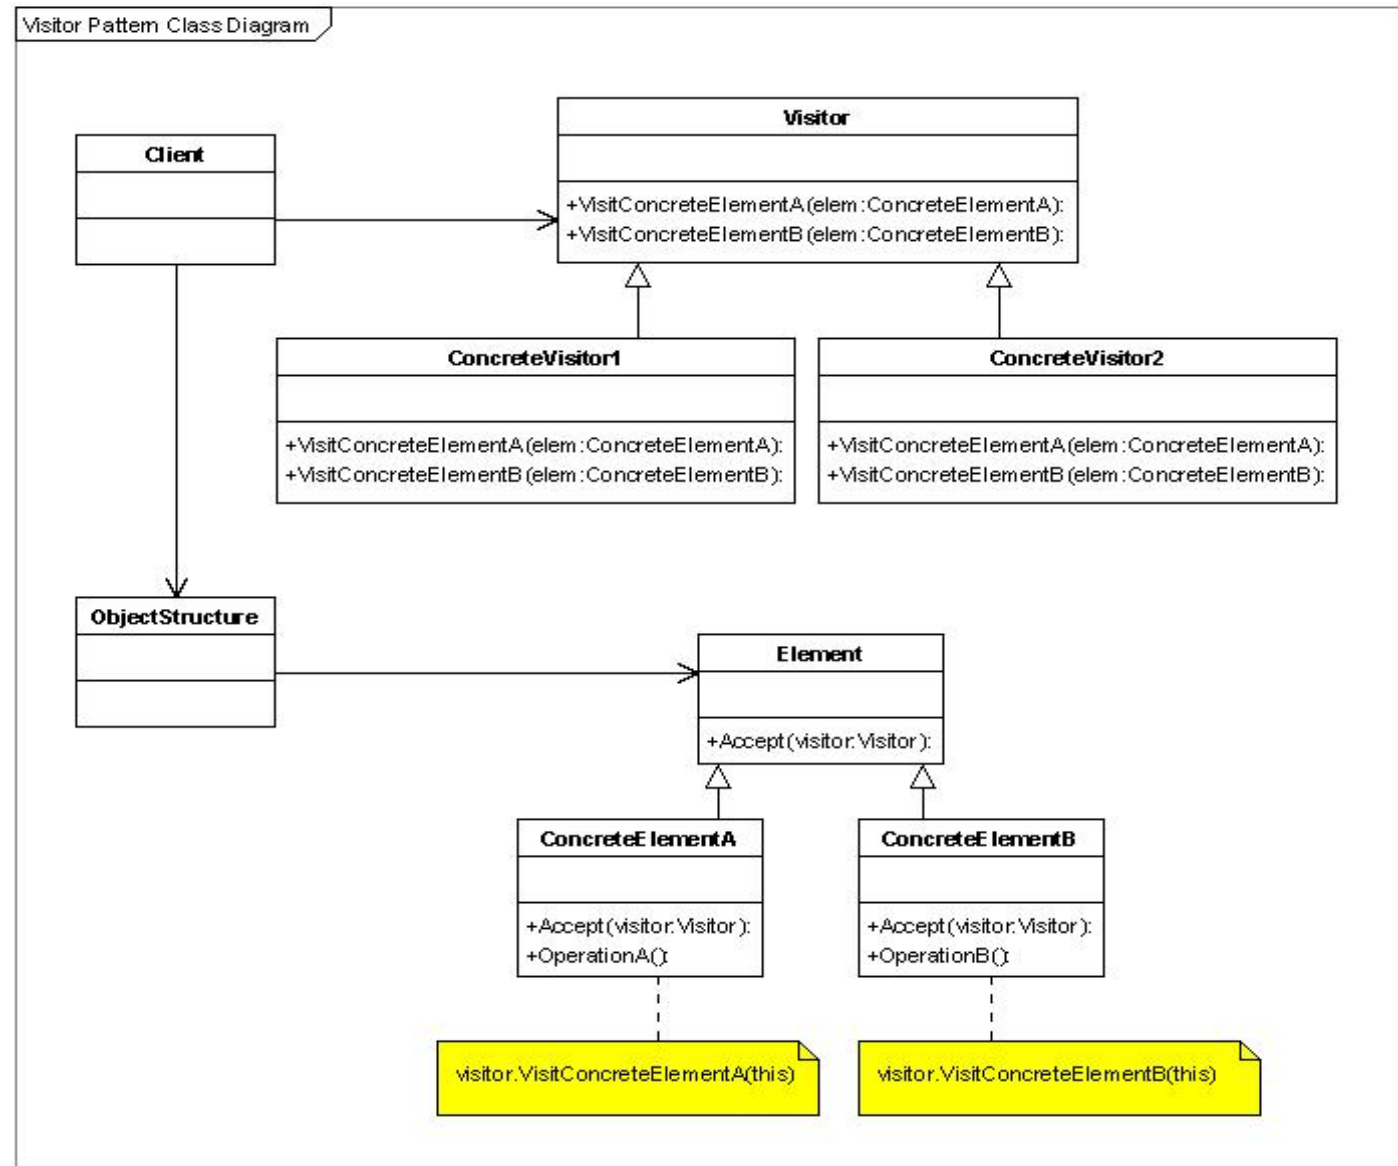 Visitor Pattern Class Diagram
Client
Visitor
+VisitConcreteElementA(elem:ConcreteElementA):
+VisitConcreteElementB(elem:ConcreteElementB):
ConcreteVisitor1
+VisitConcreteElementA(elem:ConcreteElementA):
+VisitConcreteElementB(elem:ConcreteElementB):
ConcreteVisitor2
+VisitConcreteElementA(elem:ConcreteElementA):
+VisitConcreteElementB(elem:ConcreteElementB):
ObjectStructure
Element
+Accept(visitor:Visitor):
ConcreteElementA
+Accept(visitor:Visitor):
+OperationA():
ConcreteElementB
+Accept(visitor:Visitor):
+OperationB():
visitor.VisitConcreteElementA(this)
visitor.VisitConcreteElementB(this)